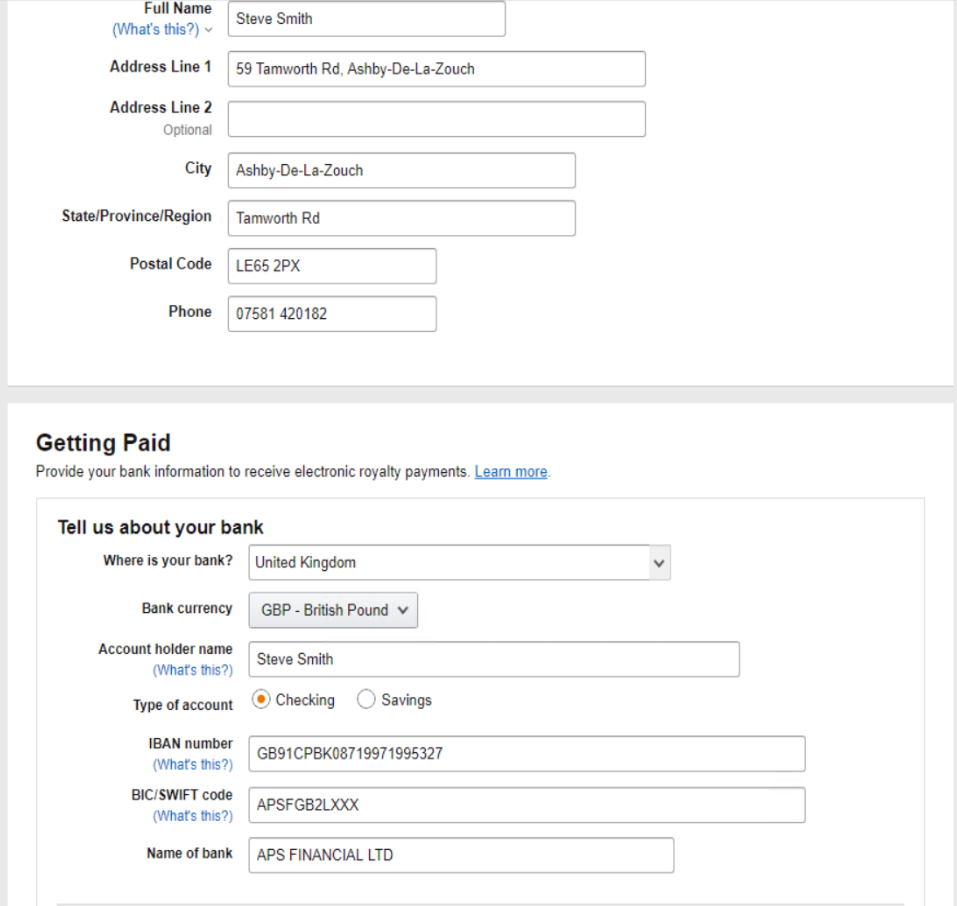 Full Name
Steve Smith
(What's this?)
Address Line 1
59 Tamworth Rd, Ashby-De-La-Zouch
Address Line 2
Optional
City
Ashby-De-La-Zouch
State/Province/Region
Tamworth Rd
Postal Code
LE65 2PX
Phone
07581 420182
Getting Paid
Provide your bank information to receive electronic royalty payments. Learn more.
Tell us about your bank
Where is your bank?
United Kingdom
Bank currency
GBP - British Pound
Account holder name
(What's this?)
Steve Smith
Type of account
Checking
Savings
IBAN number
(What's this?)
GB91CPBK08719971995327
BIC/SWIFT code
(What's this?)
APSFGB2LXXX
Name of bank
APS FINANCIAL LTD